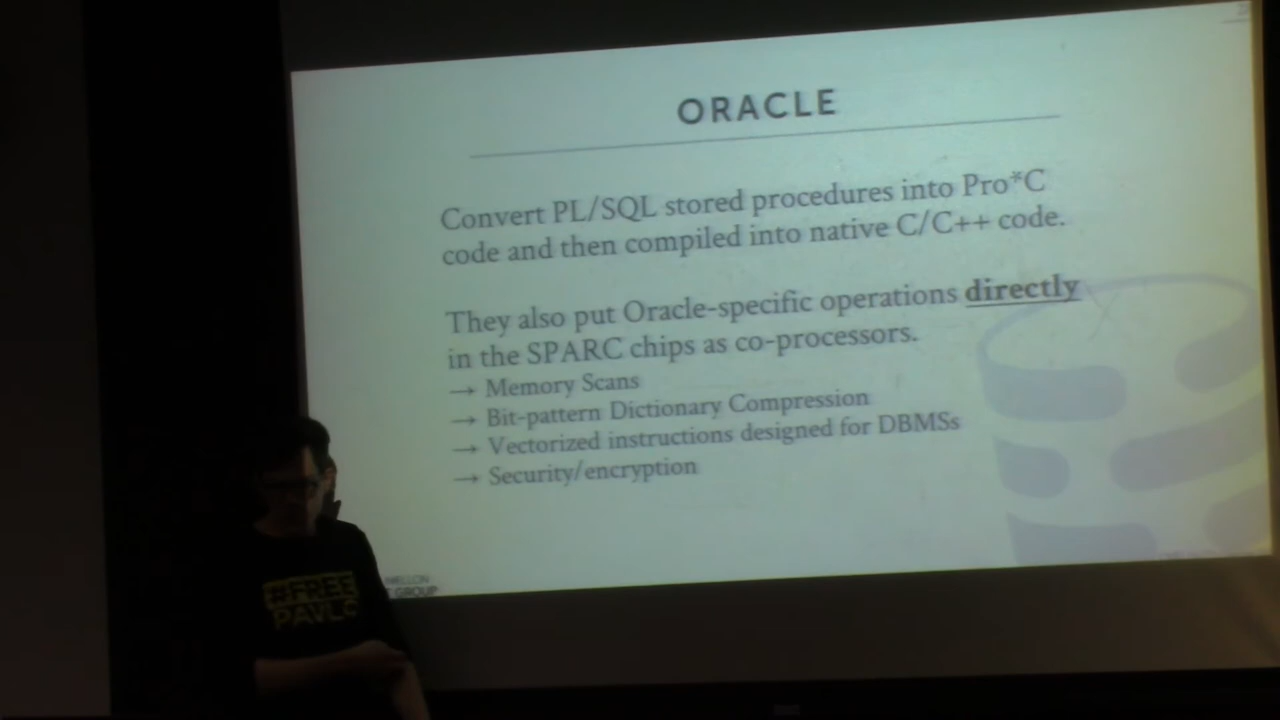 ORACLE
Convert PL/SQL stored procedures into Pro*C
code and then compiled into native C/C++ code.
They also put Oracle-specific operations directly
in the SPARC chips as co-processors.
→ Memory Scans
→ Bit-pattern Dictionary Compression
→ Vectorized instructions designed for DBMSs
→ Security/encryption
#FREE
PAVLO
GROUP